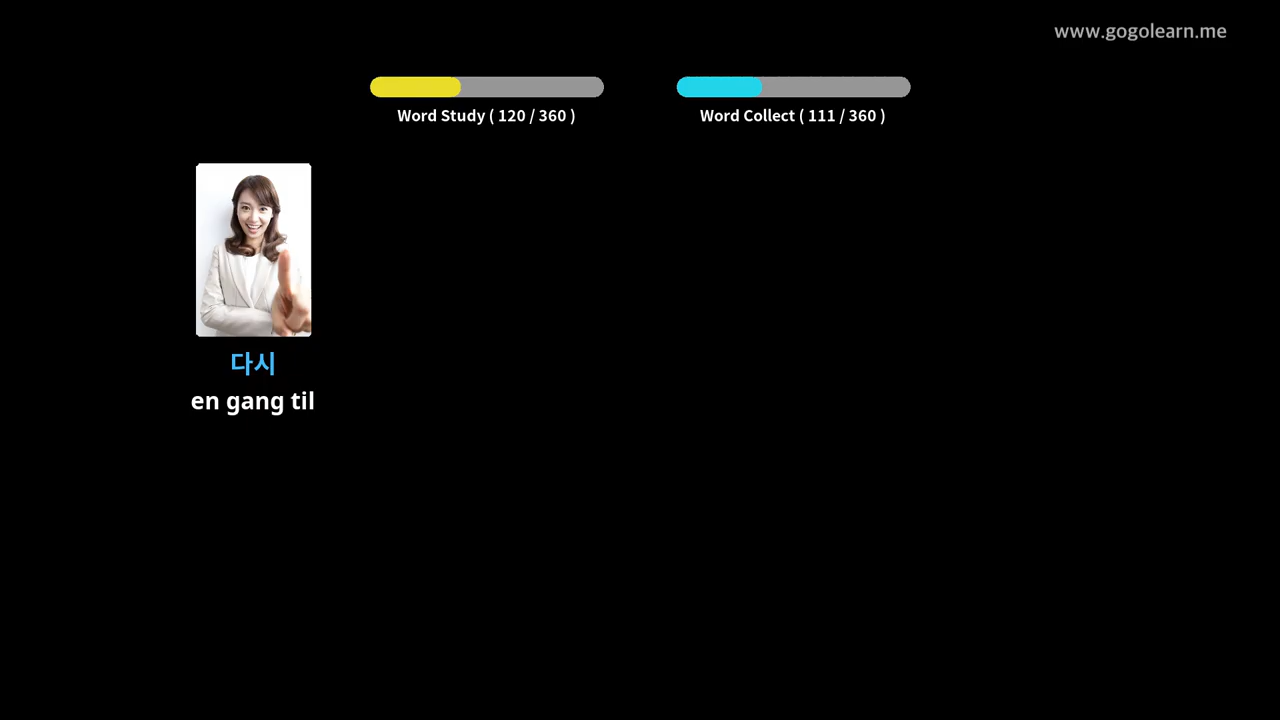 www.gogolearn.me
Word Study ( 120 / 360 )
Word Collect ( 111 / 360 )
다시
en gang til